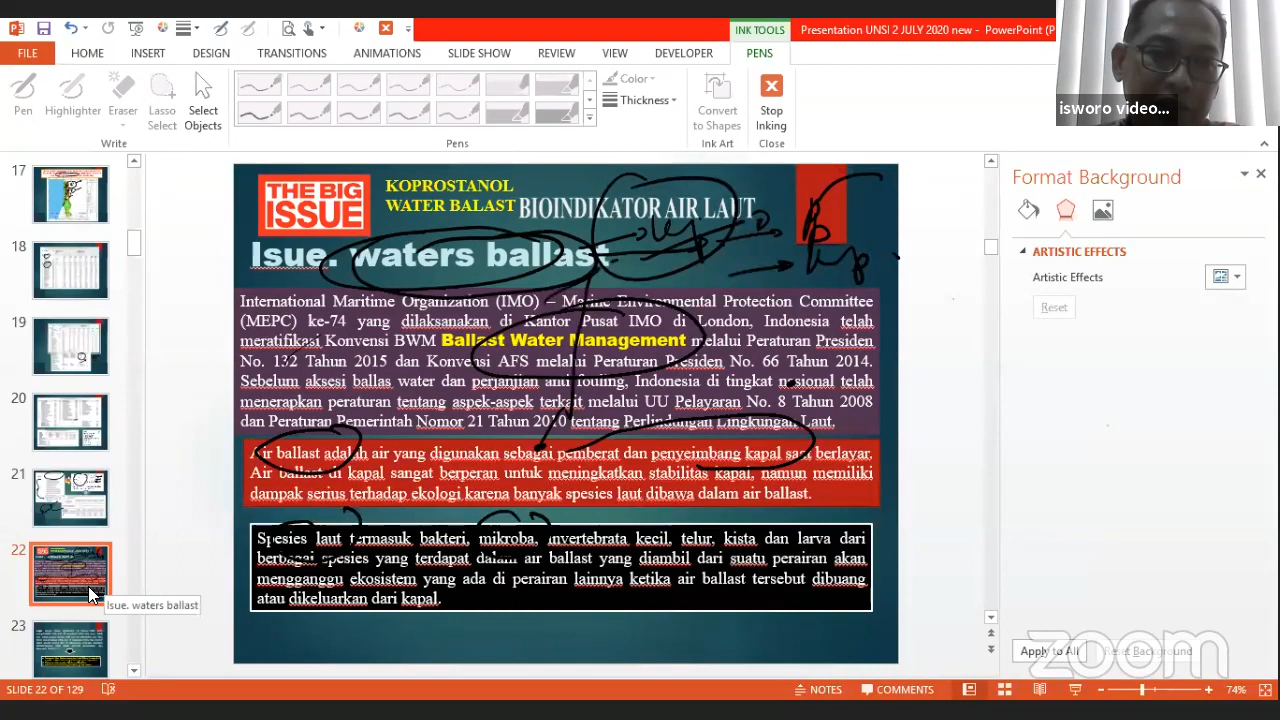 INK TOOLS
Presentation UNSI 2 JULY 2020 new - PowerPoint (P
FILE
HOME
INSERT
DESIGN
TRANSITIONS
ANIMATIONS
SLIDE SHOW
REVIEW
VIEW
DEVELOPER
PENS
isworo video...
Pen
Highlighter
Eraser
Lasso Select
Select Objects
Color
Thickness
Convert to Shapes
Stop Inking
Write
Pens
Ink Art
Close
17
18
19
20
21
22
23
Isue. waters ballast
THE BIG ISSUE
KOPROSTANOL
WATER BALAST
BIOINDIKATOR AIR LAUT
Isue. waters ballast
International Maritime Organization (IMO) – Marine Environmental Protection Committee
(MEPC) ke-74 yang dilaksanakan di Kantor Pusat IMO di London, Indonesia telah
meratifikasi Konvensi BWM Ballast Water Management melalui Peraturan Presiden
No. 132 Tahun 2015 dan Konvensi AFS melalui Peraturan Presiden No. 66 Tahun 2014.
Sebelum aksesi ballas water dan perjanjian anti-fouling, Indonesia di tingkat nasional telah
menerapkan peraturan tentang aspek-aspek terkait melalui UU Pelayaran No. 8 Tahun 2008
dan Peraturan Pemerintah Nomor 21 Tahun 2010 tentang Perlindungan Lingkungan Laut.
Air ballast adalah air yang digunakan sebagai pemberat dan penyeimbang kapal saat berlayar.
Air ballast di kapal sangat berperan untuk meningkatkan stabilitas kapal, namun memiliki
dampak serius terhadap ekologi karena banyak spesies laut dibawa dalam air ballast.
Spesies laut termasuk bakteri, mikroba, invertebrata kecil, telur, kista dan larva dari
berbagai spesies yang terdapat dalam air ballast yang diambil dari suatu perairan akan
mengganggu ekosistem yang ada di perairan lainnya ketika air ballast tersebut dibuang
atau dikeluarkan dari kapal.
Format Background
ARTISTIC EFFECTS
Artistic Effects
Reset
Apply to All
Reset Background
zoom
SLIDE 22 OF 129
NOTES
COMMENTS
74%